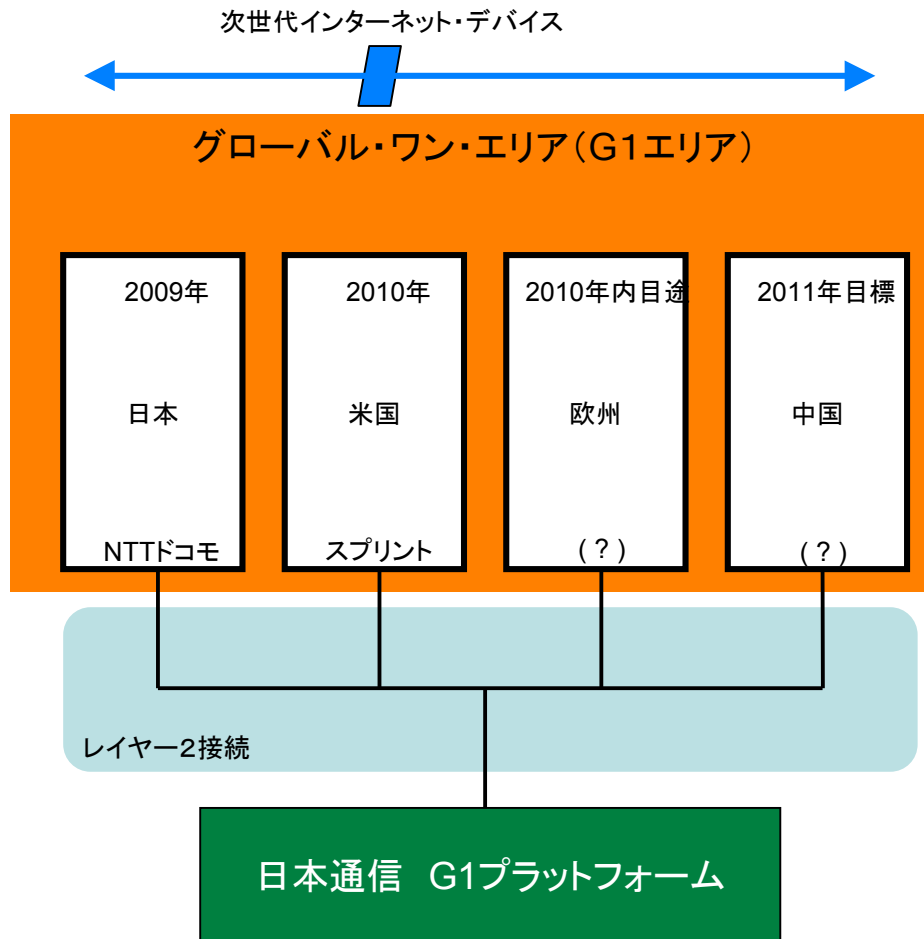 次世代インターネット・デバイス
グローバル・ワン・エリア（G1エリア）
2009年
日本
NTTドコモ
2010年
米国
スプリント
2010年内目途
欧州
（？）
2011年目標
中国
（？）
レイヤー2接続
日本通信　G1プラットフォーム